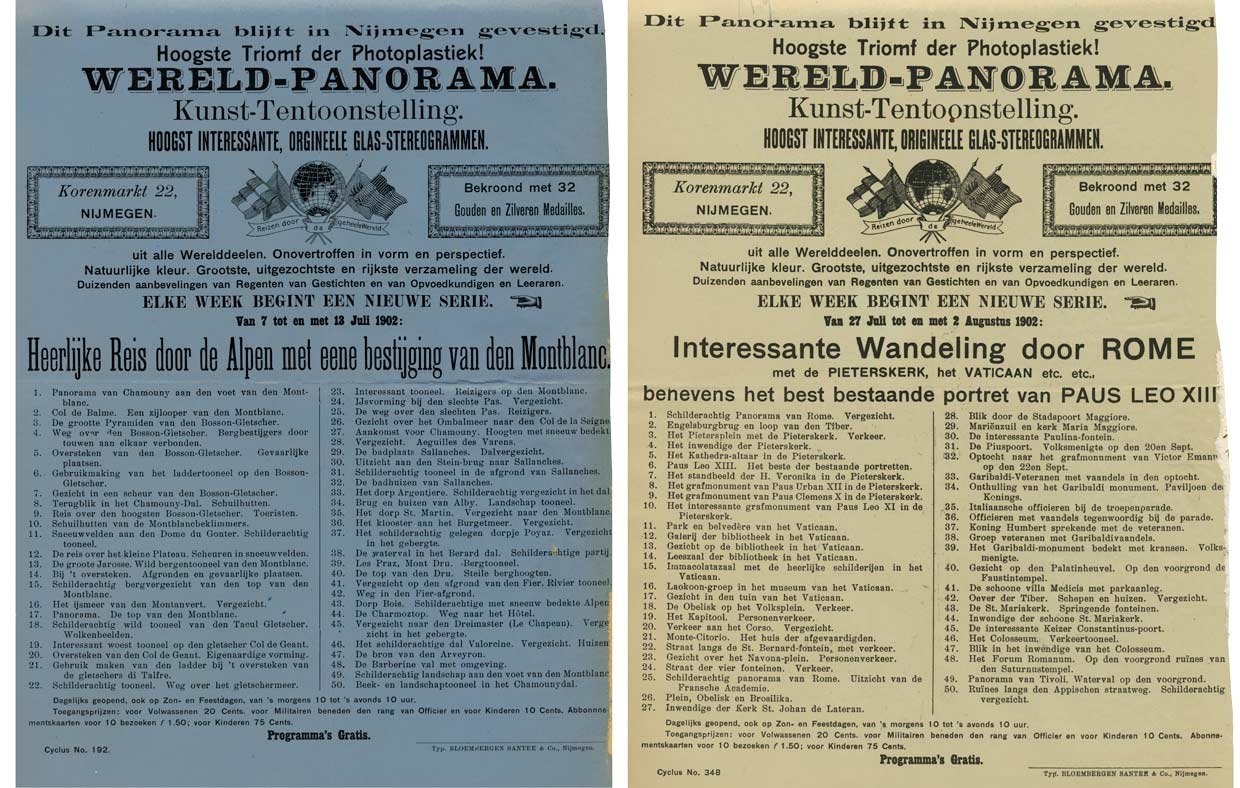 Dit Panorama blijft in Nijmegen gevestigd.
Hoogste Triomf der Photoplastiek!
WERELD-PANORAMA.
Kunst-Tentoonstelling.
HOOGST INTERESSANTE, ORGINEELE GLAS-STEREOGRAMMEN.
Korenmarkt 22,
NIJMEGEN.
Reizen door de geheele Wereld
Bekroond met 32
Gouden en Zilveren Medailles.
uit alle Werelddeelen. Onovertroffen in vorm en perspectief.
Natuurlijke kleur. Grootste, uitgezochtste en rijkste verzameling der wereld.
Duizenden aanbevelingen van Regenten van Gestichten en van Opvoedkundigen en Leeraren.
ELKE WEEK BEGINT EEN NIEUWE SERIE.
Van 7 tot en met 13 Juli 1902:
Heerlijke Reis door de Alpen met eene bestijging van den Montblanc.
1. Panorama van Chamouny aan den voet van den Mont-
blanc.
2. Col de Balme. Een zijlooper van den Montblanc.
3. De grootte Pyramiden van den Bosson-Gletscher.
4. Weg over den Bosson-Gletscher. Bergbestijgers door
touwen aan elkaar verbonden.
5. Oversteken van den Bosson-Gletscher. Gevaarlijke
plaatsen.
6. Gebruikmaking van het laddertooneel op den Bosson-
Gletscher.
7. Gezicht in een scheur van den Bosson-Gletscher.
8. Terugblik in het Chamouny-Dal. Schuilhutten.
9. Reis over den hoogsten Bosson-Gletscher. Toeristen.
10. Schuilhutten van de Montblancbeklimmers.
11. Sneeuwvelden aan den Dome du Gonter. Schilderachtig
tooneel.
12. De reis over het kleine Plateau. Scheuren in sneeuwvelden.
13. De groote Jarosse. Wild bergentooneel van den Montblanc.
14. Bij 't oversteken. Afgronden en gevaarlijke plaatsen.
15. Schilderachtig bergvergezicht van den top van den
Montblanc.
16. Het ijsmeer van den Montanvert. Vergezicht.
17. Panorama. De top van den Montblanc.
18. Schilderachtig wild tooneel van den Tacul Gletscher.
Wolkenbeelden.
19. Interessant woest tooneel op den gletscher Col de Geant.
20. Oversteken van den Col de Geant. Eigenaardige vorming.
21. Gebruik maken van den ladder bij 't oversteken van
de gletschers di Talfre.
22. Schilderachtig tooneel. Weg over het gletschermeer.
23. Interessant tooneel. Reizigers op den Montblanc.
24. IJsvorming bij den slechte Pas. Vergezicht.
25. De weg over den slechten Pas. Reizigers.
26. Gezicht over het Ombalmeer naar den Col de la Seigne
27. Aankomst voor Chamouny. Hoogten met sneeuw bedekt
28. Vergezicht. Aeguilles des Varens.
29. De badplaats Sallanches. Dalvergezicht.
30. Uitzicht aan den Stein-brug naar Sallanches.
31. Schilderachtig tooneel in de afgrond van Sallanches.
32. De badhuizen van Sallanches.
33. Het dorp Argentiere. Schilderachtig vergezicht in het dal
34. Brug en huizen van Alby. Landschap tooneel.
35. Het dorp St. Martin. Vergezicht naar den Montblanc
36. Het klooster aan het Burgetmeer. Vergezicht.
37. Het schilderachtig gelegen dorpje Poyaz. Vergezicht
in het gebergte.
38. De waterval in het Berard dal. Schilderachtige partij.
39. Les Praz, Mont Dru. Bergtooneel.
40. De top van den Dru. Steile berghoogten.
41. Vergezicht op den afgrond van den Fier. Rivier tooneel
42. Weg in den Fier-afgrond.
43. Dorp Bois. Schilderachtige met sneeuw bedekte Alpen
44. De Charmoztop. Weg naar het Hôtel.
45. Vergezicht naar den Dreimaster (Le Chapeau). Verge
zicht in het gebergte.
46. Het schilderachtige dal Valorcine. Vergezicht. Huizen
47. De bron van den Arveyron.
48. De Barberine val met omgeving.
49. Schilderachtig landschap aan den voet van den Montblanc
50. Beek- en landschaptooneel in het Chamounydal.
Dagelijks geopend, ook op Zon- en Feestdagen, van 's morgens 10 tot 's avonds 10 uur.
Toegangsprijzen: voor Volwassenen 20 Cents. voor Militairen beneden den rang van Officier en voor Kinderen 10 Cents. Abbonne-
mentskaarten voor 10 bezoeken f 1.50; voor Kinderen 75 Cents.
Programma's Gratis.
Cyclus No. 192.
Typ. BLOEMBERGEN SANTEE & Co., Nijmegen.
Dit Panorama blijft in Nijmegen gevestigd
Hoogste Triomf der Photoplastiek!
WERELD-PANORAMA.
Kunst-Tentoonstelling.
HOOGST INTERESSANTE, ORIGINEELE GLAS-STEREOGRAMMEN.
Korenmarkt 22,
NIJMEGEN.
Reizen door de geheele Wereld
Bekroond met 32
Gouden en Zilveren Medailles.
uit alle Werelddeelen. Onovertroffen in vorm en perspectief.
Natuurlijke kleur. Grootste, uitgezochtste en rijkste verzameling der wereld.
Duizenden aanbevelingen van Regenten van Gestichten en van Opvoedkundigen en Leeraren.
ELKE WEEK BEGINT EEN NIEUWE SERIE.
Van 27 Juli tot en met 2 Augustus 1902:
Interessante Wandeling door ROME
met de PIETERSKERK, het VATICAAN etc. etc.,
benevens het best bestaande portret van PAUS LEO XIII
1. Schilderachtig Panorama van Rome. Vergezicht.
2. Engelsburgbrug en loop van den Tiber.
3. Het Pietersplein met de Pieterskerk. Verkeer.
4. Het inwendige der Pieterskerk.
5. Het Kathedra-altaar in de Pieterskerk.
6. Paus Leo XIII. Het beste der bestaande portretten.
7. Het standbeeld der H. Veronika in de Pieterskerk.
8. Het grafmonument van Paus Urban XII in de Pieterskerk.
9. Het grafmonument van Paus Clemens X in de Pieterskerk.
10. Het interessante grafmonument van Paus Leo XI in de
Pieterskerk.
11. Park en belvedère van het Vaticaan.
12. Galerij der bibliotheek in het Vaticaan.
13. Gezicht op de bibliotheek in het Vaticaan.
14. Leeszaal der bibliotheek in het Vaticaan.
15. Immacolatazaal met de heerlijke schilderijen in het
Vaticaan.
16. Laokoon-groep in het museum van het Vaticaan.
17. Gezicht in den tuin van het Vaticaan.
18. De Obelisk op het Volksplein. Verkeer.
19. Het Kapitool. Personenverkeer.
20. Verkeer aan het Corso. Vergezicht.
21. Monte-Citorio. Het huis der afgevaardigden.
22. Straat langs de St. Bernard-fontein, met verkeer.
23. Gezicht over het Navona-plein. Personenverkeer.
24. Straat der vier fonteinen. Verkeer.
25. Schilderachtig panorama van Rome. Uitzicht van de
Fransche Academie.
26. Plein, Obelisk en Brosilika.
27. Inwendige der Kerk St. Johan de Lateran.
28. Blik door de Stadspoort Maggiore.
29. Mariënzuil en kerk Maria Maggiore.
30. De interessante Paulina-fontein.
31. De Piuspoort. Volksmenigte op den 20en Sept.
32. Optocht naar het grafmonument van Victor Emann
op den 22en Sept.
33. Garibaldi-Veteranen met vaandels in den optocht.
34. Onthulling van het Garibaldi monument. Paviljoen de
Konings.
35. Italiaansche officieren bij de troepenparade.
36. Officieren met vaandels tegenwoordig bij de parade.
37. Koning Humbert sprekende met de veteranen.
38. Groep veteranen met Garibaldivaandels.
39. Het Garibaldi-monument bedekt met kransen. Volks-
menigte.
40. Gezicht op het Palatinheuvel. Op den voorgrond de
Faustintempel.
41. De schoone villa Medicis met parkaanleg.
42. Oever der Tiber. Schepen en huizen. Vergezicht.
43. De St. Mariakerk. Springende fonteinen.
44. Inwendige der schoone St. Mariakerk.
45. De interessante Keizer Constantinus-poort.
46. Het Colosseum. Verkeertooneel.
47. Blik in het inwendige van het Colosseum.
48. Het Forum Romanum. Op den voorgrond ruïnes van
den Saturunstempel.
49. Panorama van Tivoli. Waterval op den voorgrond.
50. Ruïnes langs den Appischen straatweg. Schilderachtig
vergezicht.
Dagelijks geopend, ook op Zon- en Feestdagen, van 's morgens 10 tot 's avonds 10 uur.
Toegangsprijzen: voor Volwassenen 20 Cents. voor Militairen beneden den rang van Officier en voor Kinderen 10 Cents. Abonne-
mentskaarten voor 10 bezoeken f 1.50; voor Kinderen 75 Cents.
Programma's Gratis.
Cyclus No. 348
Typ. BLOEMBERGEN SANTEE & Co., Nijmegen.